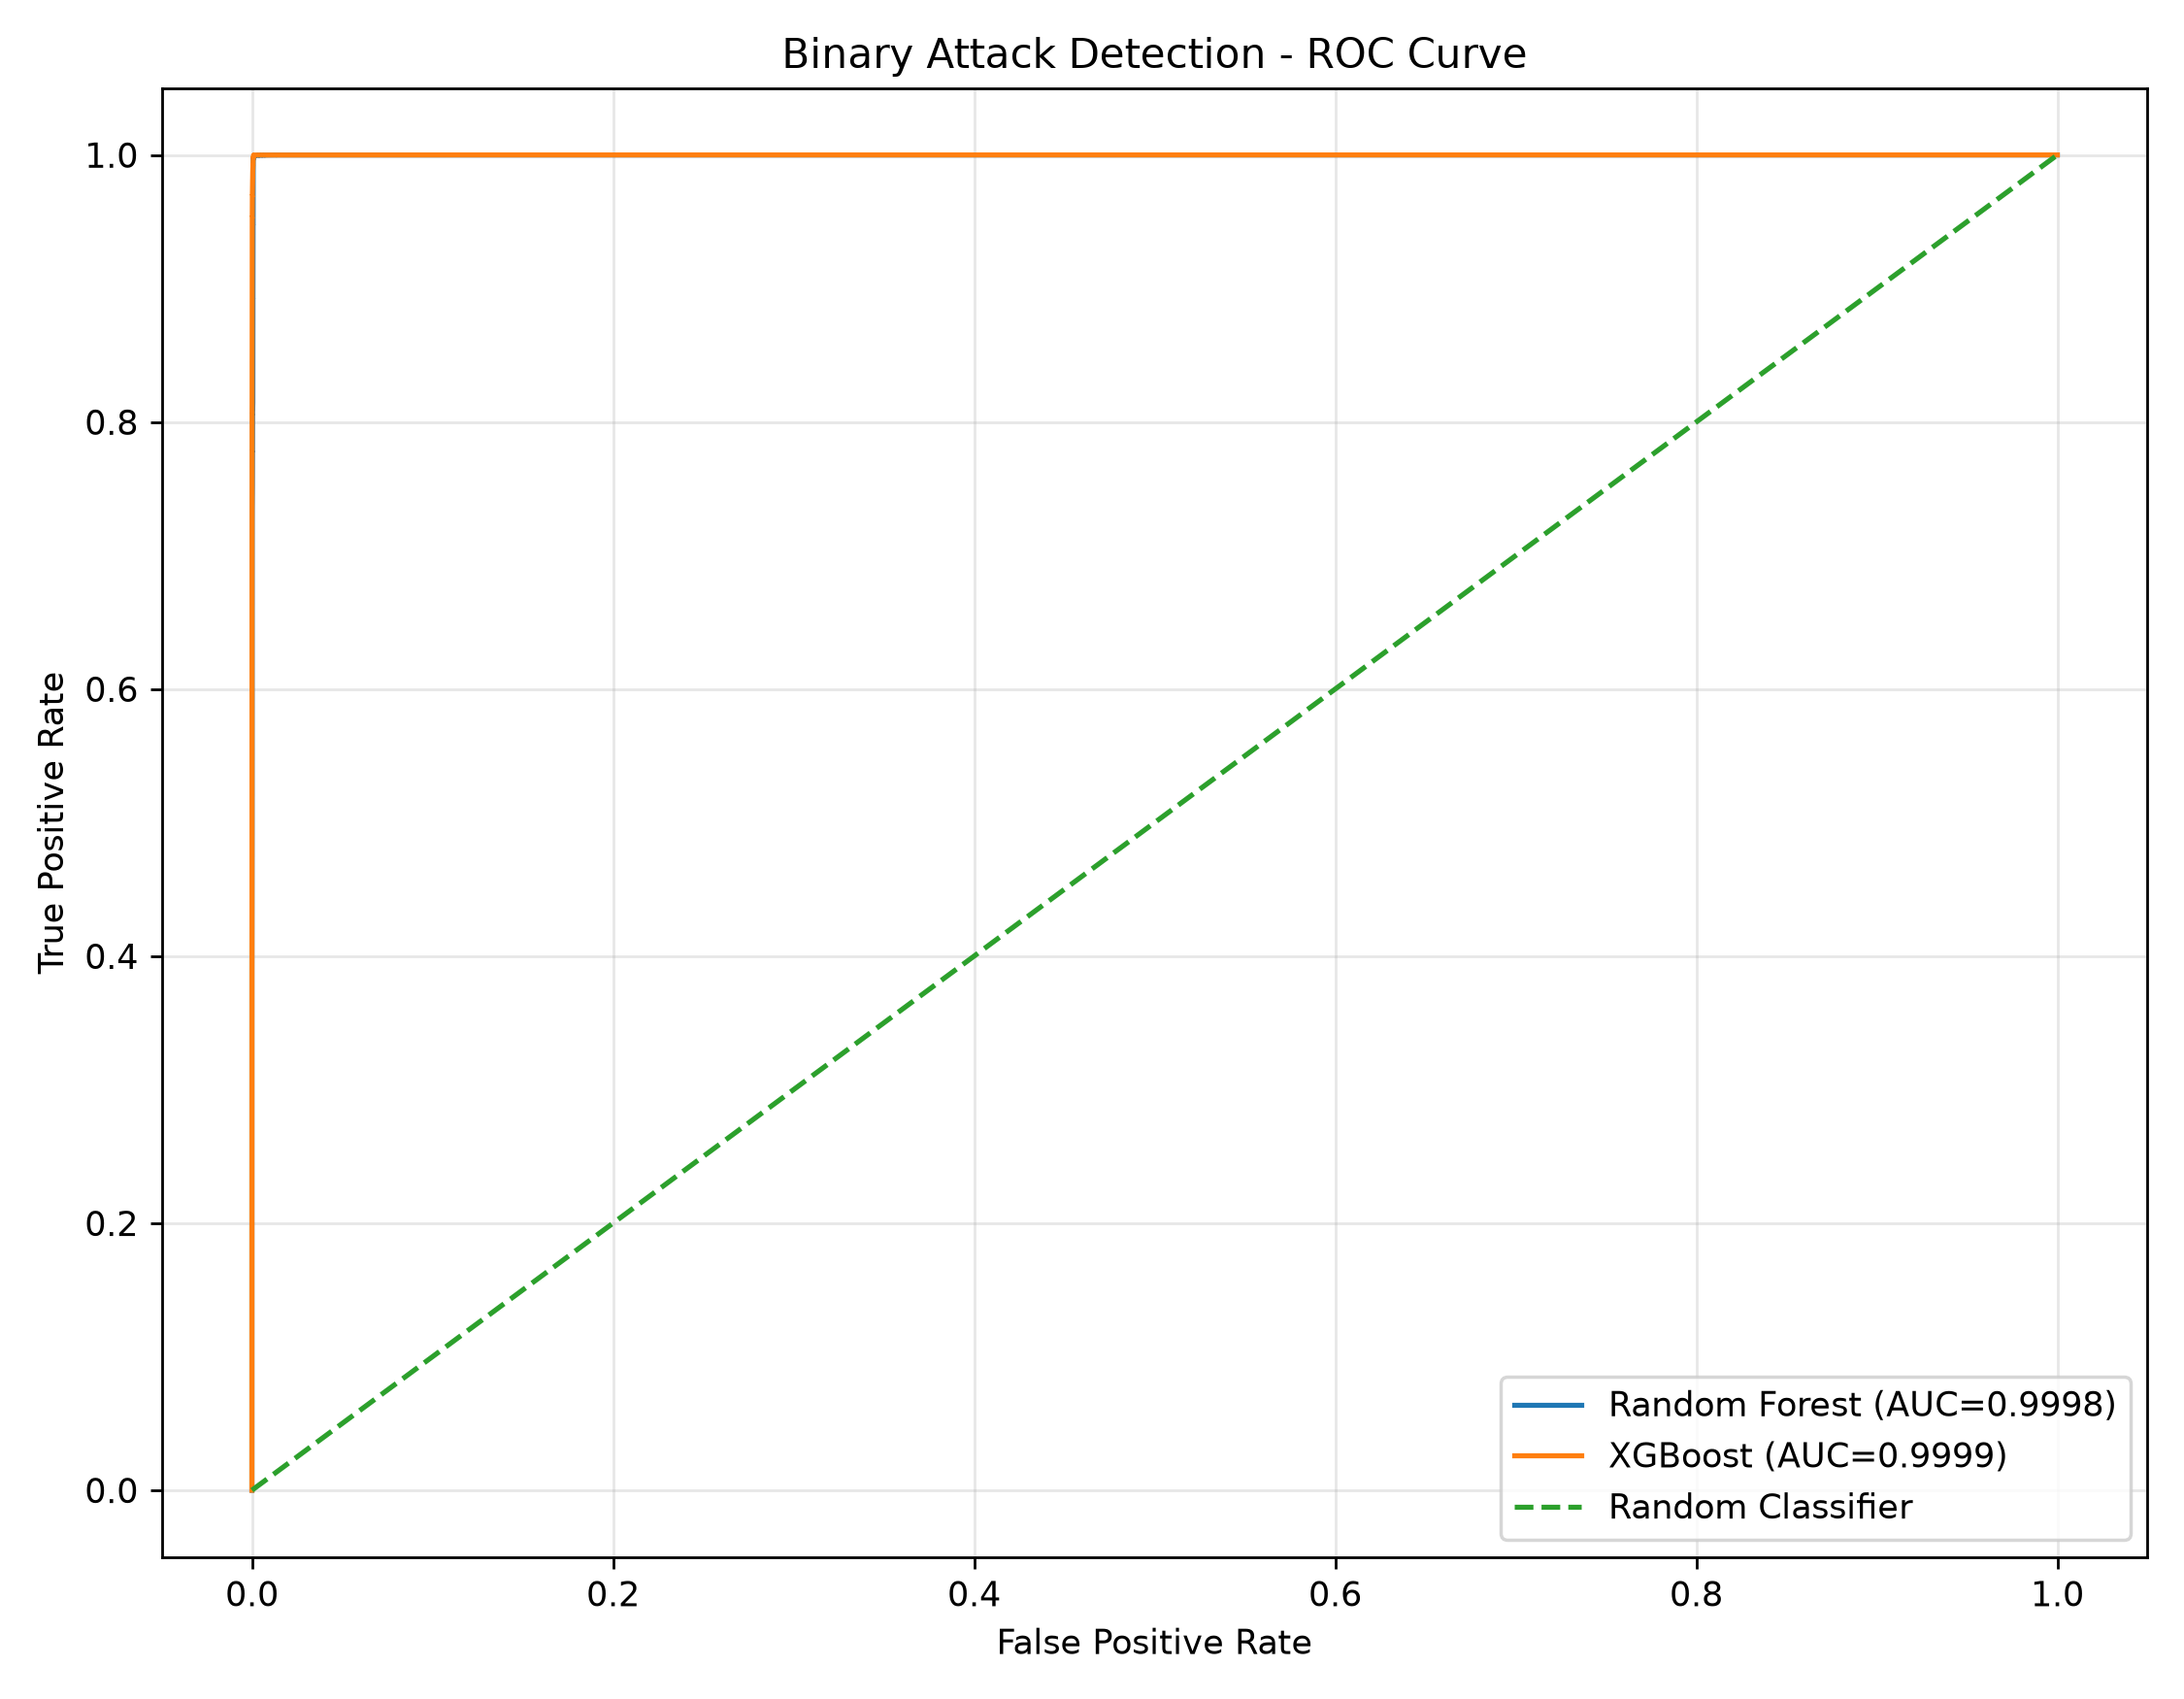 Binary Attack Detection - ROC Curve
1.0
0.8
0.6
0.4
0.2
0.0
True Positive Rate
0.0 0.2 0.4 0.6 0.8 1.0
False Positive Rate
Random Forest (AUC=0.9998)
XGBoost (AUC=0.9999)
Random Classifier